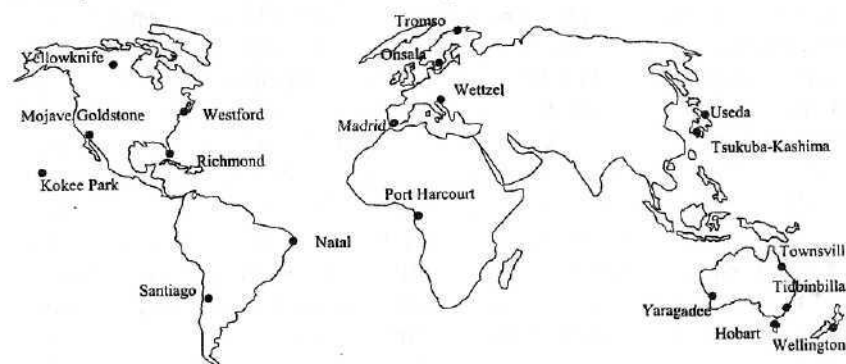 Tromso
Yellowknife
Onsala
Wettzel
Mojave Goldstone
Westford
Madrid
Useda
Tsukuba-Kashima
Richmond
Kokee Park
Port Harcourt
Natal
Townsvill
Santiago
Tidbinbilla
Yaragadee
Hobart
Wellington